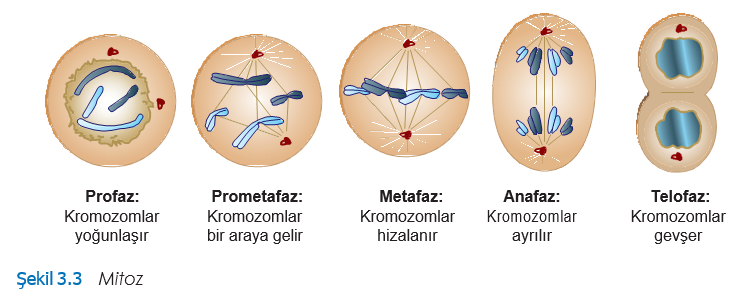 Profaz:
Kromozomlar
yoğunlaşır
Prometafaz:
Kromozomlar
bir araya gelir
Metafaz:
Kromozomlar
hizalanır
Anafaz:
Kromozomlar
ayrılır
Telofaz:
Kromozomlar
gevşer
Şekil 3.3 Mitoz